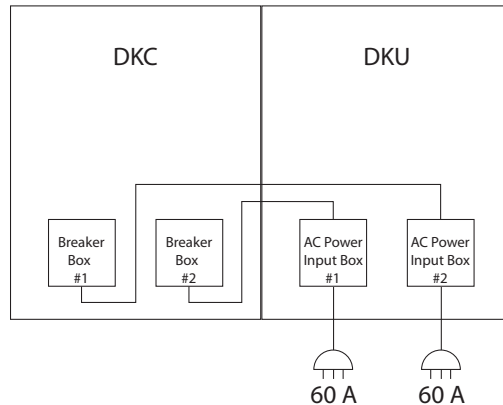 DKC
DKU
Breaker
Box
#1
Breaker
Box
#2
AC Power
Input Box
#1
AC Power
Input Box
#2
60 A
60 A